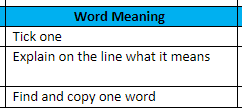 Word Meaning
Tick one
Explain on the line what it means
Find and copy one word